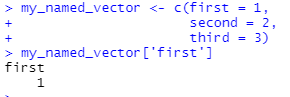 > my_named_vector <- c(first = 1,
+                      second = 2,
+                      third = 3)
> my_named_vector['first']
first
    1
>